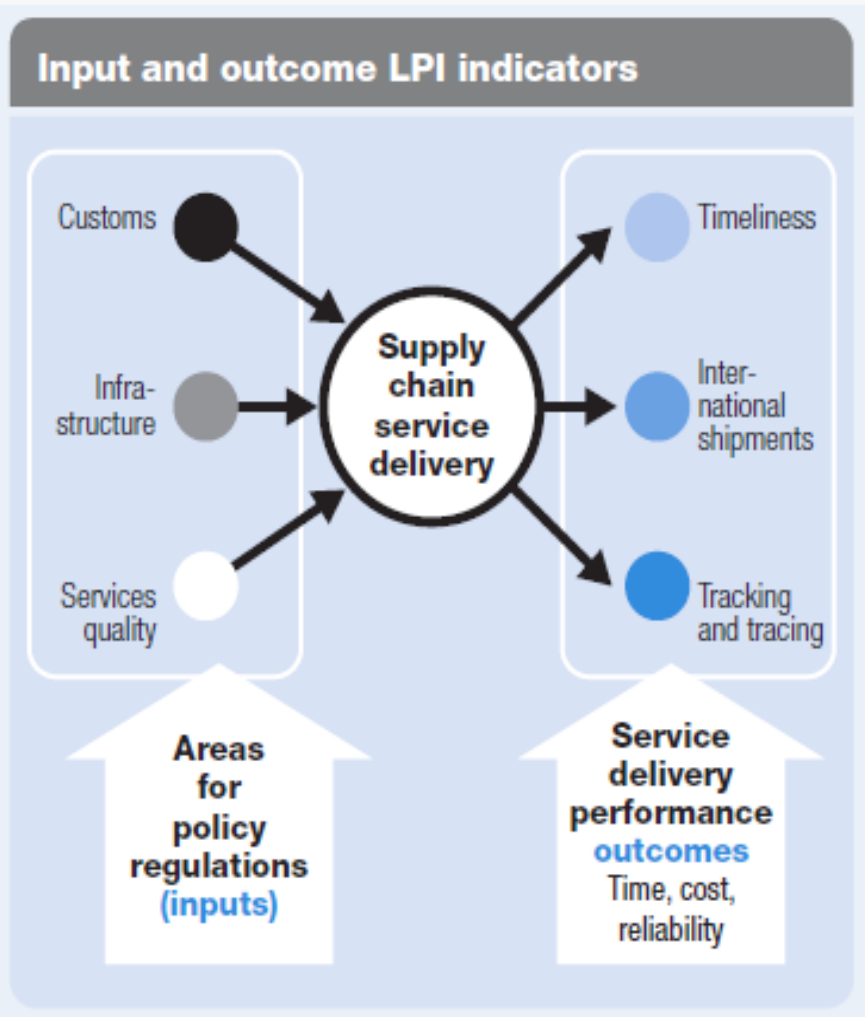 Input and outcome LPI indicators
Customs
Infra-
structure
Services
quality
Supply
chain
service
delivery
Timeliness
Inter-
national
shipments
Tracking
and tracing
Areas
for
policy
regulations
(inputs)
Service
delivery
performance
outcomes
Time, cost,
reliability